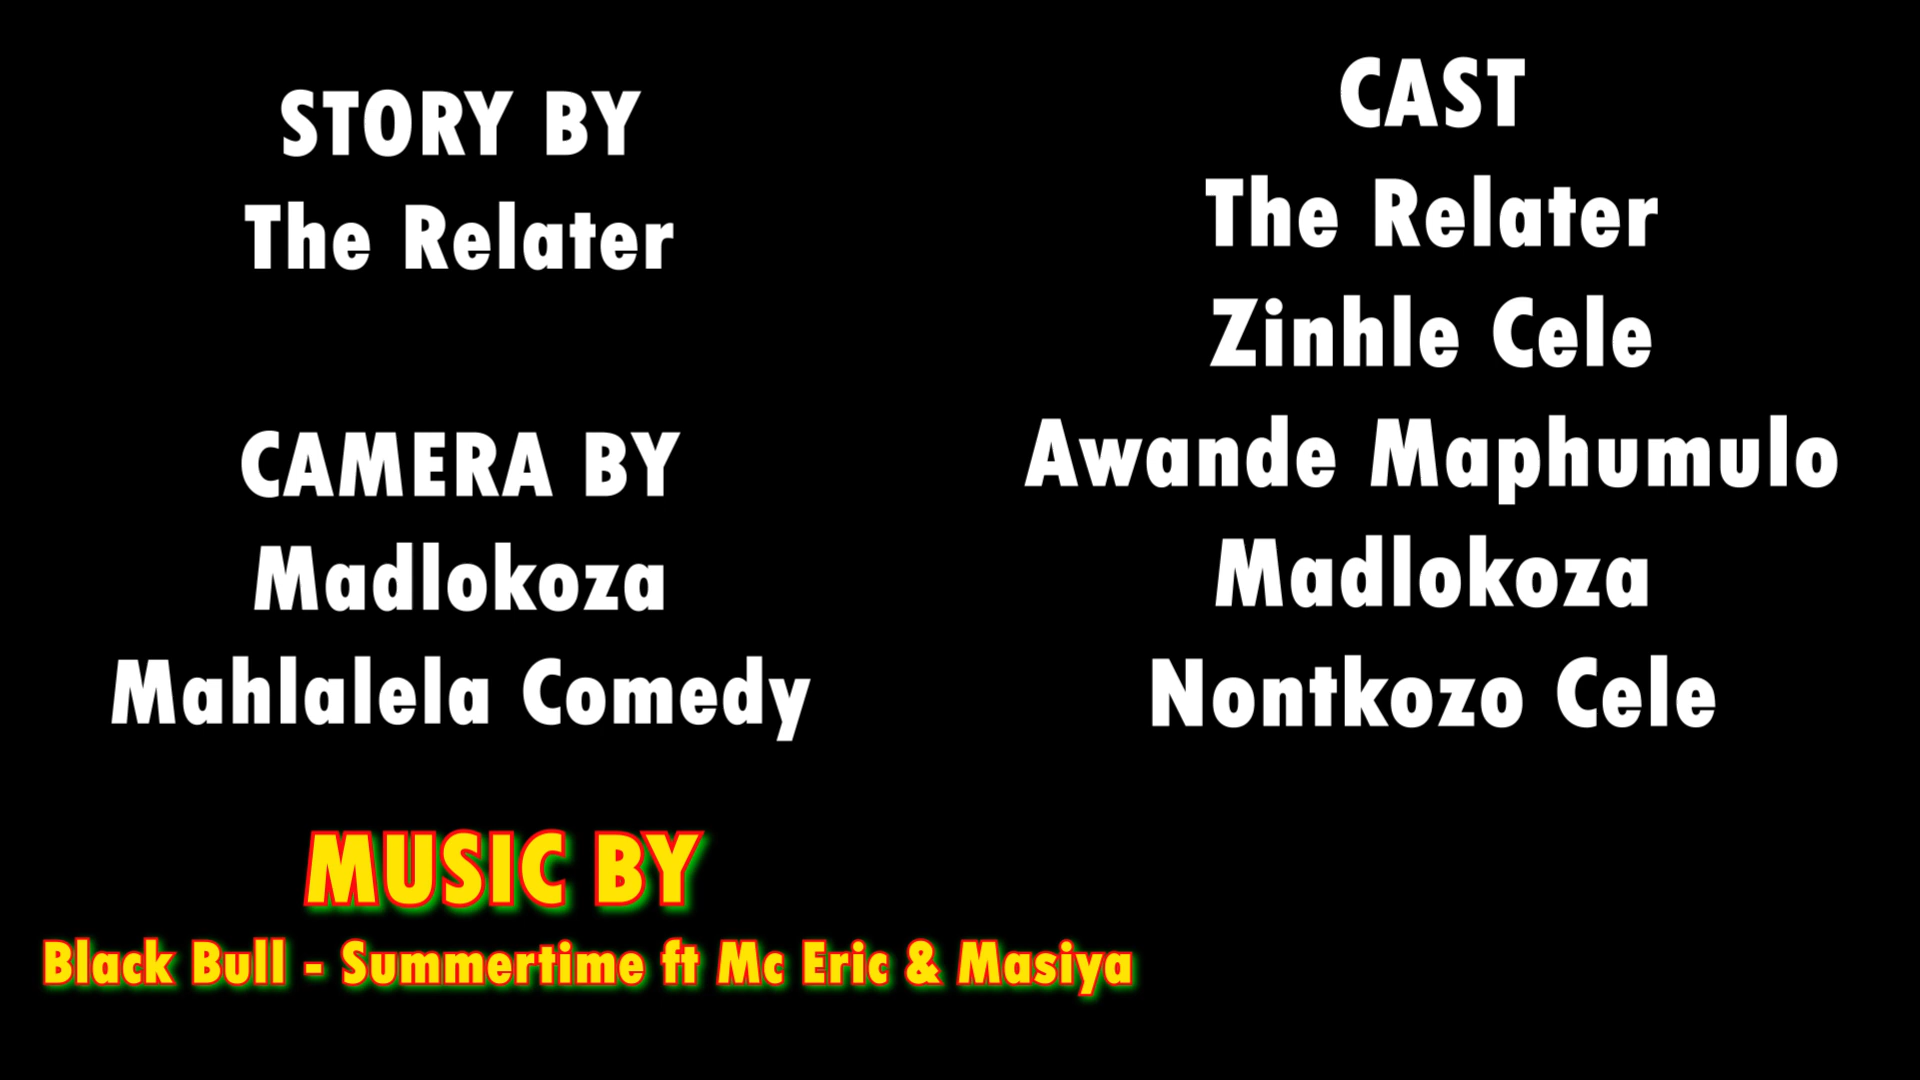 STORY BY
The Relater
CAMERA BY
Madlokoza
Mahlalela Comedy
CAST
The Relater
Zinhle Cele
Awande Maphumulo
Madlokoza
Nontkozo Cele
MUSIC BY
Black Bull - Summertime ft Mc Eric & Masiya